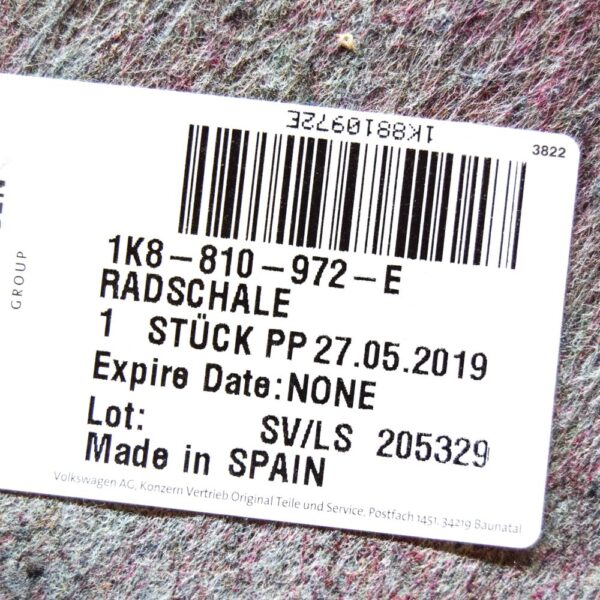 1K8810972E
3822
1K8-810-972-E
RADSCHALE
1 STÜCK PP 27.05.2019
Expire Date:NONE
Lot: SV/LS 205329
Made in SPAIN
Volkswagen AG, Konzern Vertrieb Original Teile und Service, Postfach 1451, 34219 Baunatal
GROUP